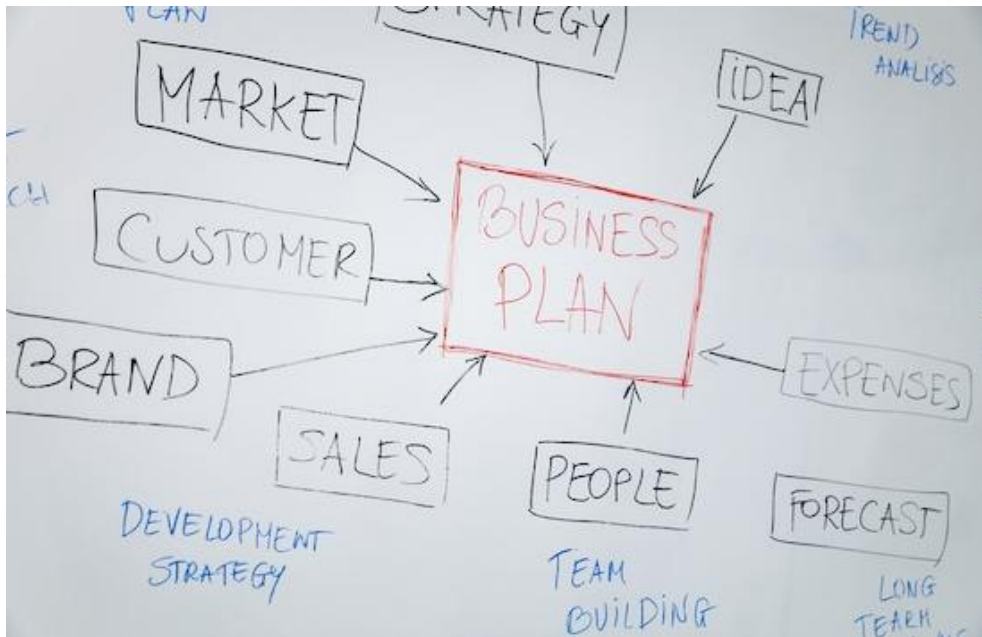 PLAN
STRATEGY
TREND
ANALISIS
MARKET
IDEA
CUSTOMER
BUSINESS
PLAN
BRAND
EXPENSES
SALES
PEOPLE
FORECAST
DEVELOPMENT
STRATEGY
TEAM
BUILDING
LONG
TEARM